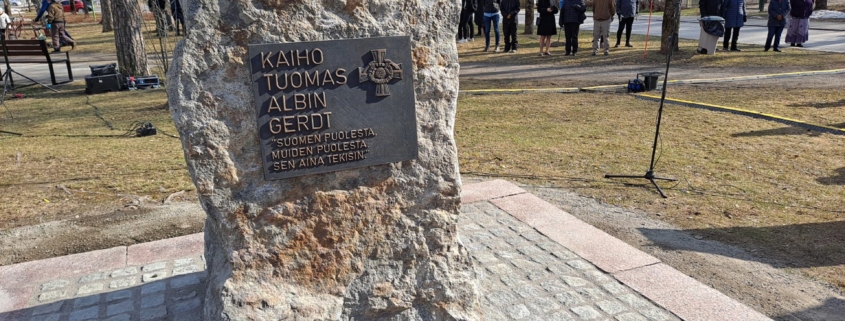 KAIHO
TUOMAS
ALBIN
GERDT
"SUOMEN PUOLESTA,
MUIDEN PUOLESTA,
SEN AINA TEKISIN."